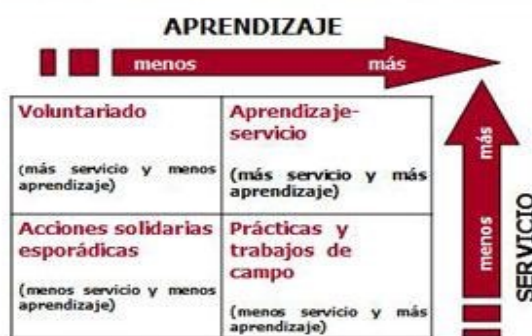 APRENDIZAJE
menos más
Voluntariado
(más servicio y menos
aprendizaje)
Aprendizaje-
servicio
(más servicio y más
aprendizaje)
Acciones solidarias
esporádicas
(menos servicio y menos
aprendizaje)
Prácticas y
trabajos de
campo
(menos servicio y más
aprendizaje)
más
menos
SERVICIO